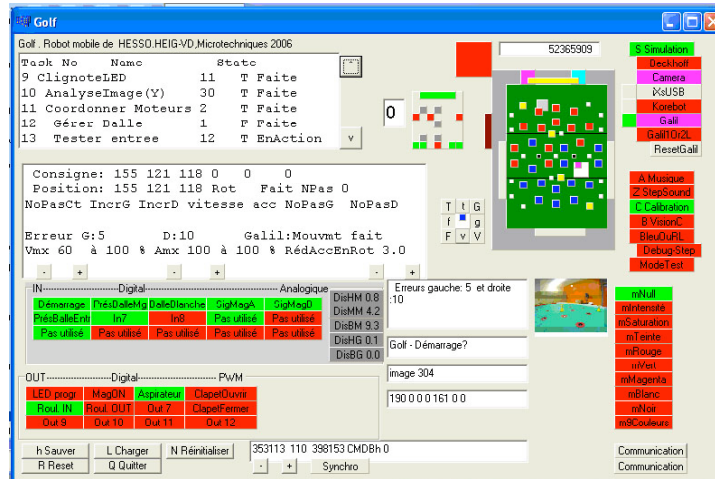 Golf
Golf . Robot mobile de HESSO.HEIG-VD,Microtechniques 2006
Task No Name State
9 ClignoteLED 11 T Faite
10 AnalyseImage(Y) 30 T Faite
11 Coordonner Moteurs 2 T Faite
12 Gérer Dalle 1 F Faite
13 Tester entree 12 T EnAction
v
0
52365909
S Simulation
Beckhoff
Camera
iXsUSB
Korebot
Galil
Galil10i2L
ResetGalil
Consigne: 155 121 118 0 0 0
Position: 155 121 118 Rot Fait NPas 0
NoPasCt IncrG IncrD vitesse acc NoPasG NoPasD
Erreur G:5 D:10 Galil:Mouvmt fait
Vmx 60 à 100 % Amx 100 à 100 % RédAccEnRot 3.0
- + - +
T t G
f g
F v V
A Musique
Z StepSound
C Calibration
B VisionC
BleuOuRL
Debug-Step
ModeTest
IN Digital Analogique
Démarrage PrésDalleMg DalleBlanche SigMagA SigMagD
PrésBalleEntr In7 In8 Pas utilisé Pas utilisé
Pas utilisé Pas utilisé Pas utilisé Pas utilisé Pas utilisé
DisHM 0.8
DisMM 4.2
DisBM 9.3
DisHG 0.1
DisBG 0.0
Erreurs gauche: 5 et droite
:10
Golf - Démarrage?
image 304
190 0 0 0 161 0 0
mNull
mIntensité
mSaturation
mTeinte
mRouge
mVert
mMagenta
mBlanc
mNoir
m9Couleurs
OUT Digital PWM
LED progr MagON Aspirateur ClapetOuvrir
Roul. IN Roul. OUT Out 7 ClapetFermer
Out 9 Out 10 Out 11 Out 12
h Sauver L Charger N Réinitialiser 353113 110 398153 CMDBh 0
R Reset Q Quitter - + Synchro
Communication
Communication